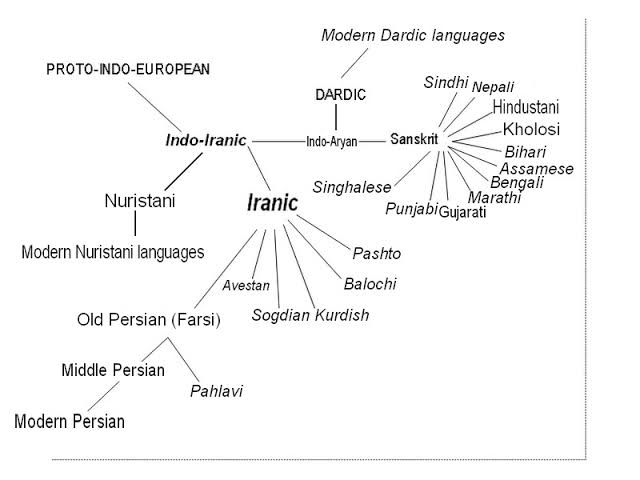 Modern Dardic languages
PROTO-INDO-EUROPEAN
Sindhi
Nepali
DARDIC
Hindustani
Kholosi
Indo-Iranic
Indo-Aryan
Sanskrit
Bihari
Assamese
Bengali
Singhalese
Marathi
Nuristani
Iranic
Punjabi
Gujarati
Modern Nuristani languages
Pashto
Avestan
Balochi
Old Persian (Farsi)
Sogdian
Kurdish
Middle Persian
Pahlavi
Modern Persian